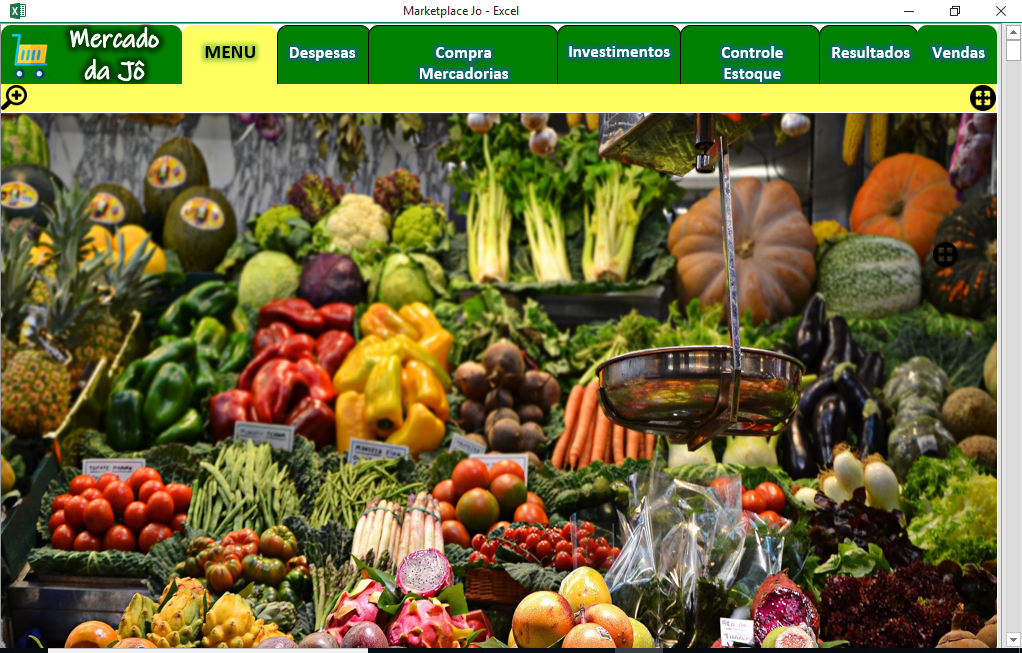 Marketplace Jo - Excel
Mercado
da Jô
MENU
Despesas
Compra
Mercadorias
Investimentos
Controle
Estoque
Resultados
Vendas